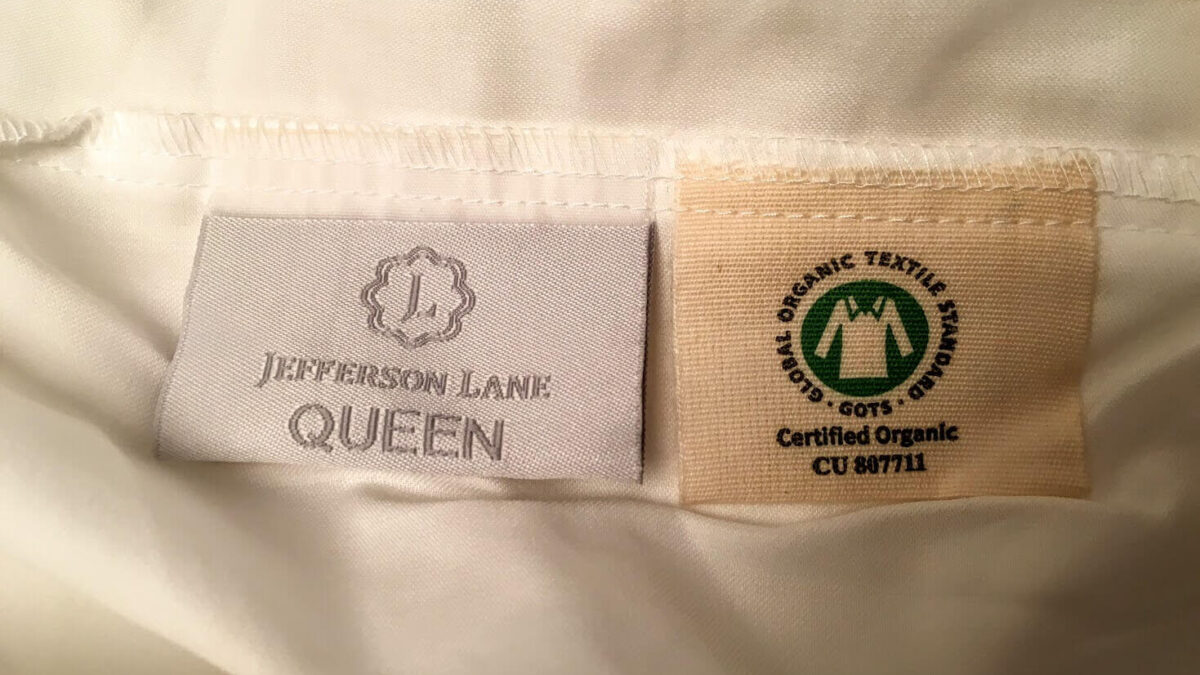 L
JEFFERSON LANE
QUEEN
GLOBAL ORGANIC TEXTILE STANDARD
· GOTS ·
Certified Organic
CU 807711